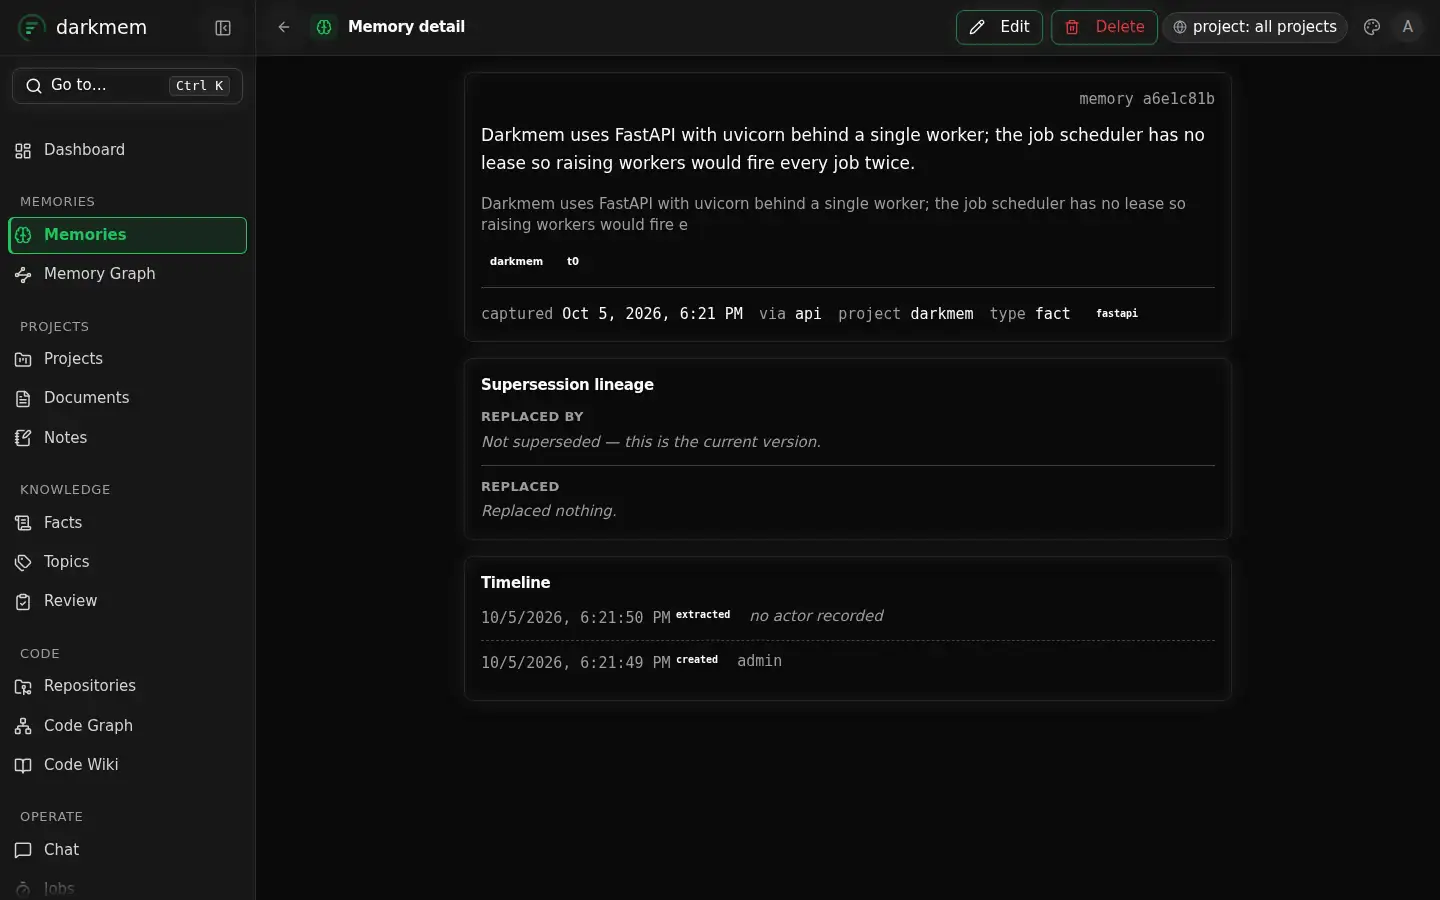 darkmem
Go to...
Ctrl K
Dashboard
MEMORIES
Memories
Memory Graph
PROJECTS
Projects
Documents
Notes
KNOWLEDGE
Facts
Topics
Review
CODE
Repositories
Code Graph
Code Wiki
OPERATE
Chat
Jobs
Memory detail
Edit
Delete
project: all projects
A
memory a6e1c81b
Darkmem uses FastAPI with uvicorn behind a single worker; the job scheduler has no
lease so raising workers would fire every job twice.
Darkmem uses FastAPI with uvicorn behind a single worker; the job scheduler has no lease so
raising workers would fire e
darkmem t0
captured Oct 5, 2026, 6:21 PM via api project darkmem type fact fastapi
Supersession lineage
REPLACED BY
Not superseded — this is the current version.
REPLACED
Replaced nothing.
Timeline
10/5/2026, 6:21:50 PM extracted no actor recorded
10/5/2026, 6:21:49 PM created admin